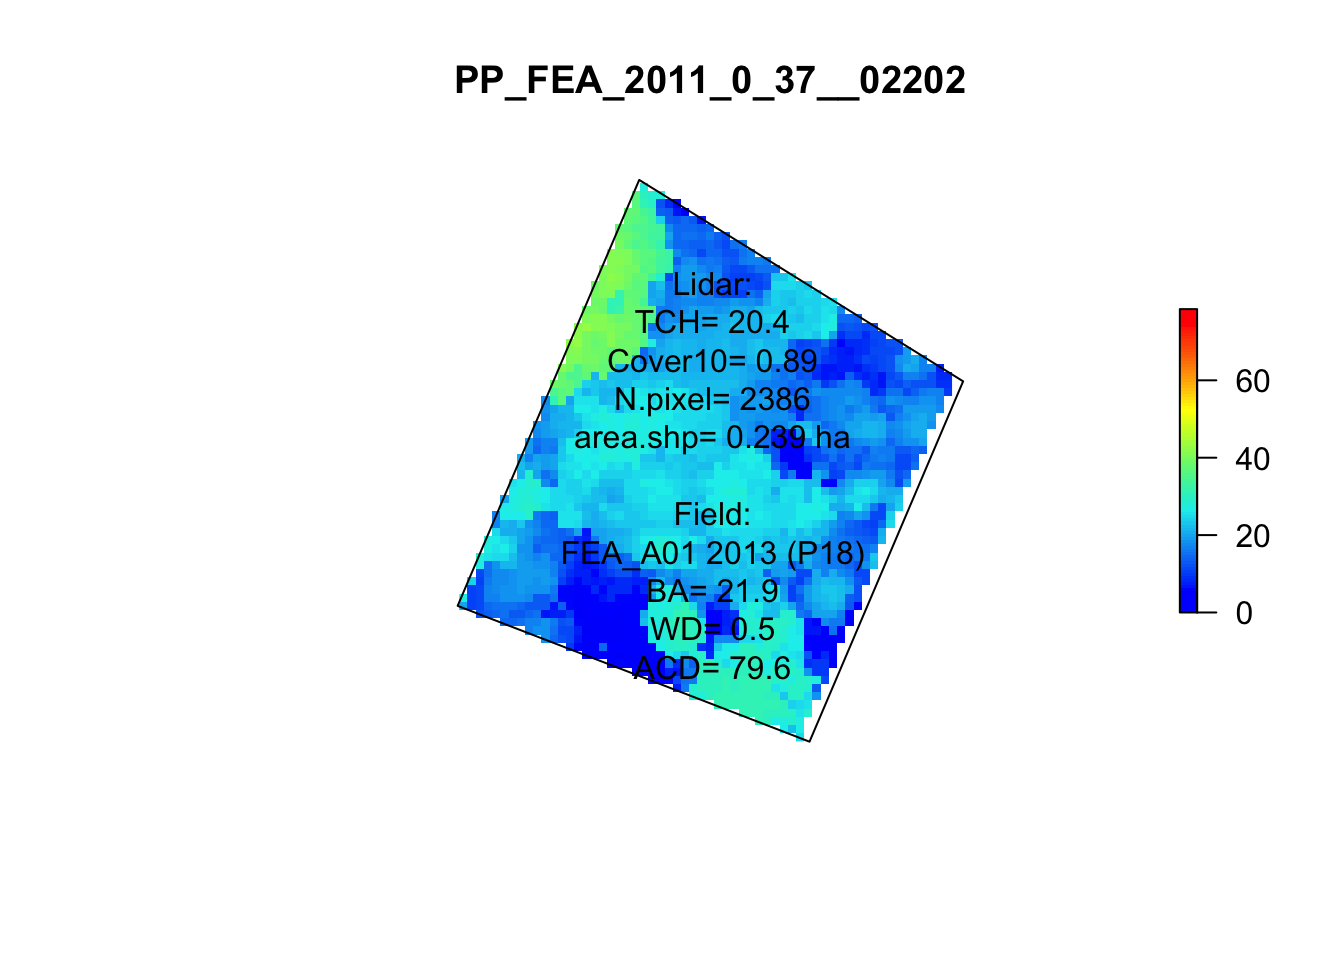 PP_FEA_2011_0_37__02202
Lidar:
TCH= 20.4
Cover10= 0.89
N.pixel= 2386
area.shp= 0.239 ha
Field:
FEA_A01 2013 (P18)
BA= 21.9
WD= 0.5
ACD= 79.6
60
40
20
0